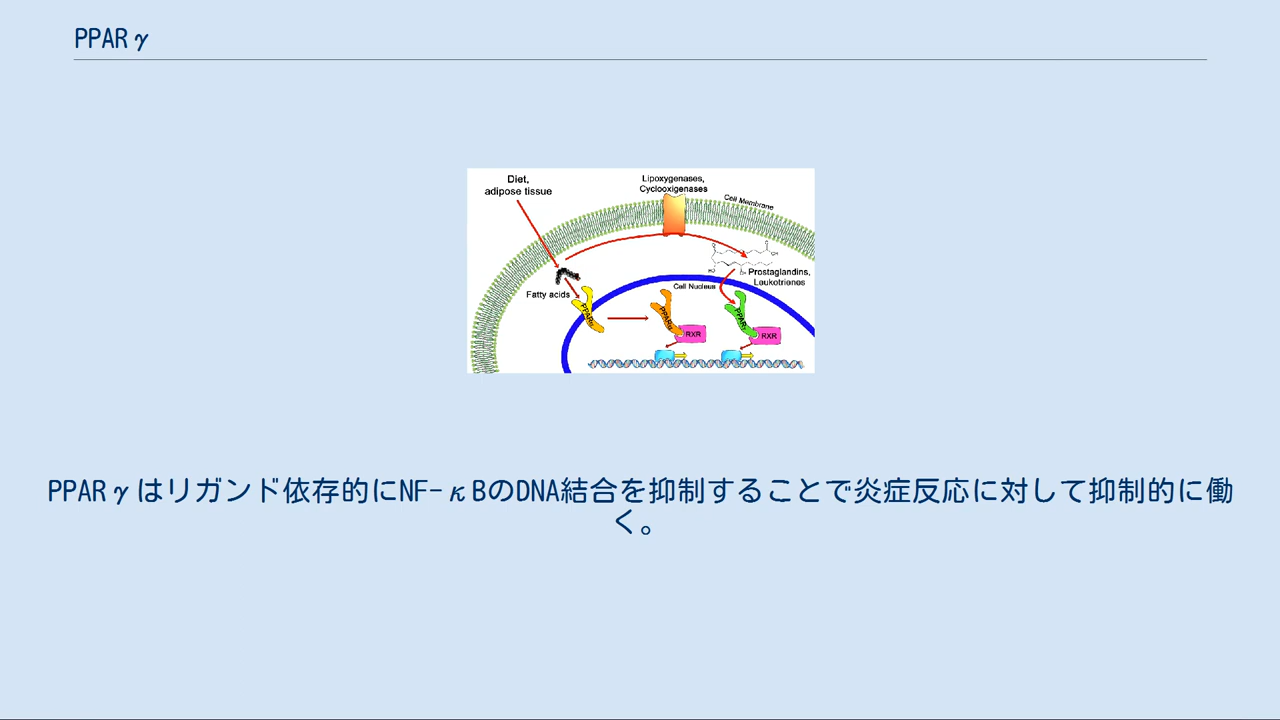 PPARγ
Diet,
adipose tissue
Lipoxygenases,
Cyclooxigenases
Cell Membrane
Prostaglandins,
Leukotrienes
Fatty acids
Cell Nucleus
RXR
RXR
PPARγはリガンド依存的にNF-κBのDNA結合を抑制することで炎症反応に対して抑制的に働
く。